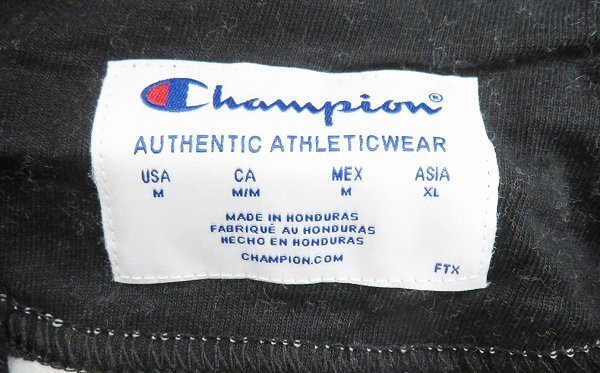 Champion®
AUTHENTIC ATHLETICWEAR
USA CA MEX ASIA
M M/M M XL
MADE IN HONDURAS
FABRIQUÉ AU HONDURAS
HECHO EN HONDURAS
CHAMPION.COM
FTX